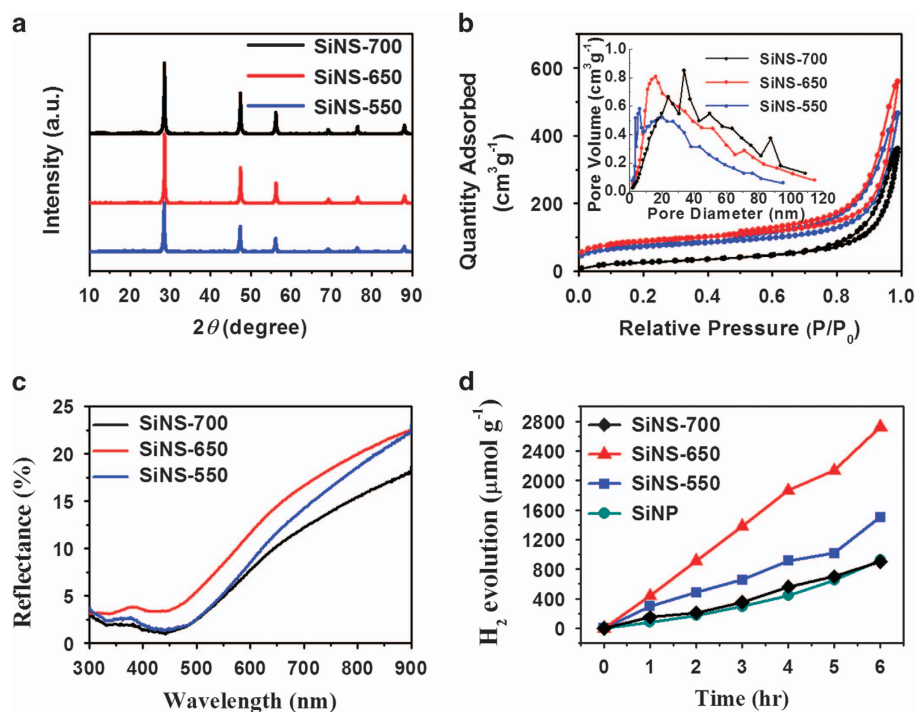 a
SiNS-700
SiNS-650
SiNS-550
Intensity (a.u.)
10 20 30 40 50 60 70 80 90
2θ (degree)
b
Quantity Adsorbed
(cm³g⁻¹)
600
400
200
0
0.0 0.2 0.4 0.6 0.8 1.0
Relative Pressure (P/P₀)
Pore Volume (cm³g⁻¹)
1.0
0.8
0.6
0.4
0.2
0.0
0 20 40 60 80 100 120
Pore Diameter (nm)
SiNS-700
SiNS-650
SiNS-550
c
Reflectance (%)
25
20
15
10
5
0
SiNS-700
SiNS-650
SiNS-550
300 400 500 600 700 800 900
Wavelength (nm)
d
H₂ evolution (μmol g⁻¹)
2800
2400
2000
1600
1200
800
400
0
SiNS-700
SiNS-650
SiNS-550
SiNP
0 1 2 3 4 5 6
Time (hr)